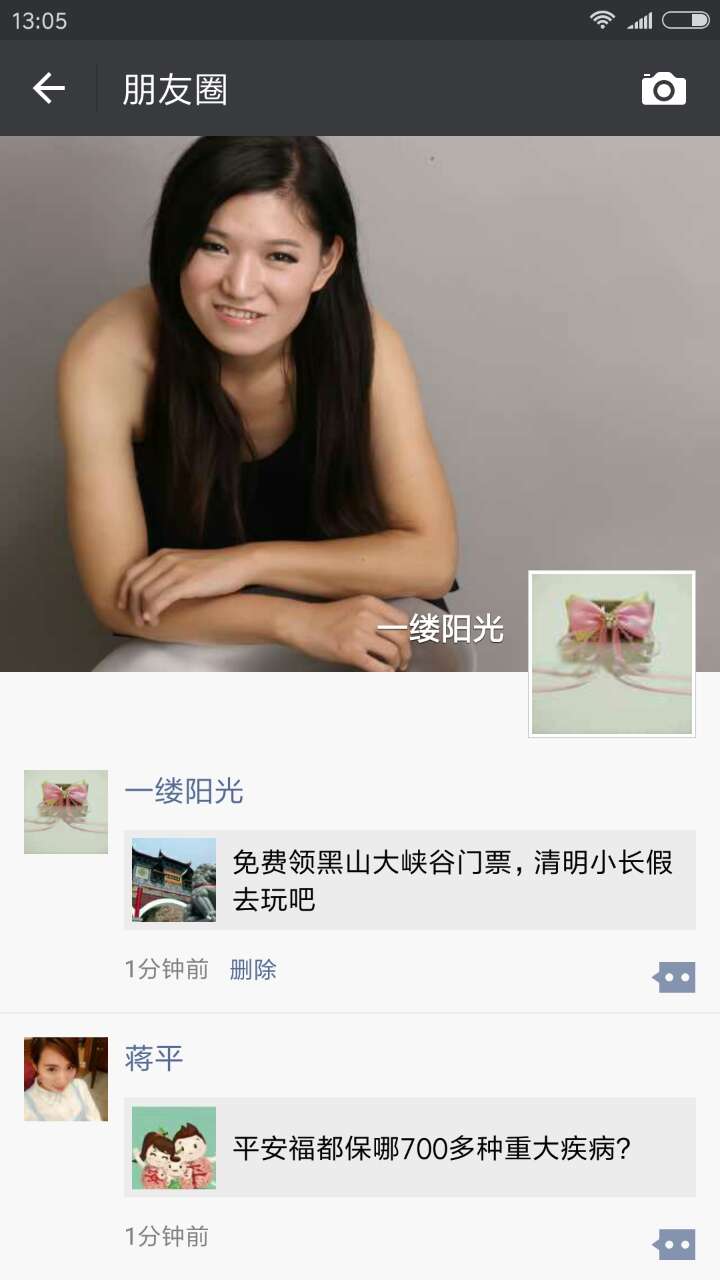 13:05
朋友圈
一缕阳光
一缕阳光
免费领黑山大峡谷门票，清明小长假
去玩吧
1分钟前 删除
蒋平
平安福都保哪700多种重大疾病？
1分钟前